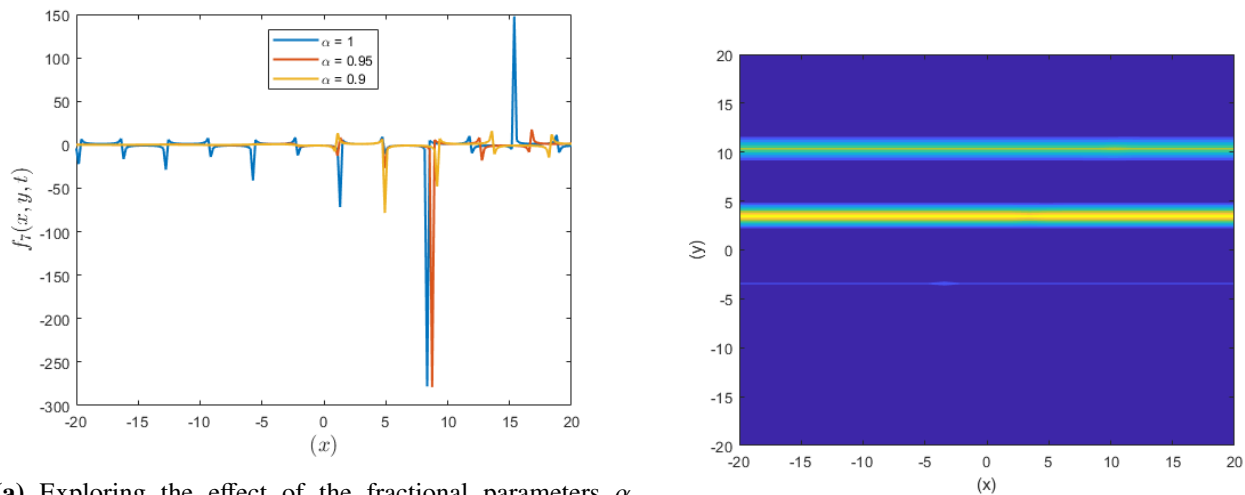 150
100
50
0
-50
-100
-150
-200
-250
-300
-20 -15 -10 -5 0 5 10 15 20
α = 1
α = 0.95
α = 0.9
f₇(x, y, t)
(x)
Exploring the effect of the fractional parameters α
20
15
10
5
0
-5
-10
-15
-20
-20 -15 -10 -5 0 5 10 15 20
(y)
(x)